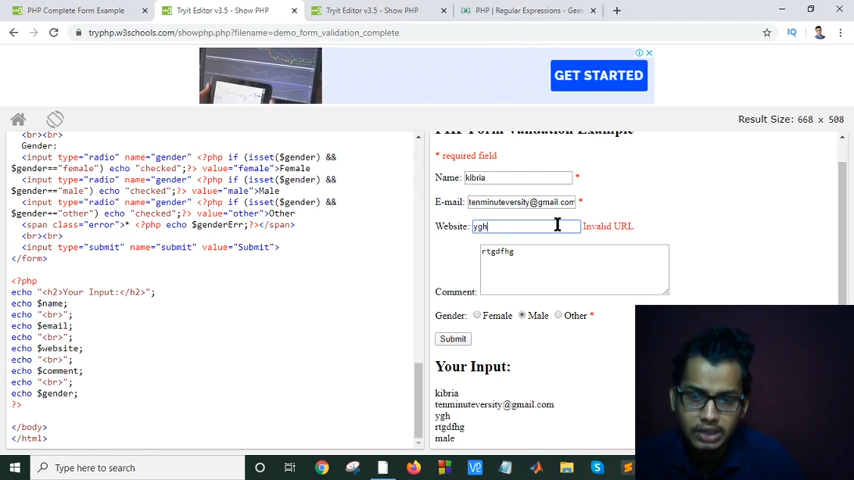 PHP Complete Form Example
Tryit Editor v3.5 - Show PHP
Tryit Editor v3.5 - Show PHP
PHP | Regular Expressions - Geek
tryphp.w3schools.com/showphp.php?filename=demo_form_validation_complete
GET STARTED
Result Size: 668 x 508
<br><br>
Gender:
<input type="radio" name="gender" <?php if (isset($gender) &&
$gender=="female") echo "checked";?> value="female">Female
<input type="radio" name="gender" <?php if (isset($gender) &&
$gender=="male") echo "checked";?> value="male">Male
<input type="radio" name="gender" <?php if (isset($gender) &&
$gender=="other") echo "checked";?> value="other">Other
<span class="error">* <?php echo $genderErr;?></span>
<br><br>
<input type="submit" name="submit" value="Submit">
</form>
<?php
echo "<h2>Your Input:</h2>";
echo $name;
echo "<br>";
echo $email;
echo "<br>";
echo $website;
echo "<br>";
echo $comment;
echo "<br>";
echo $gender;
?>
</body>
</html>
PHP Form Validation Example
* required field
Name: kibria *
E-mail: tenminuteversity@gmail.com *
Website: ygh Invalid URL
rtgdfhg
Comment:
Gender: Female Male Other *
Submit
Your Input:
kibria
tenminuteversity@gmail.com
ygh
rtgdfhg
male
Type here to search